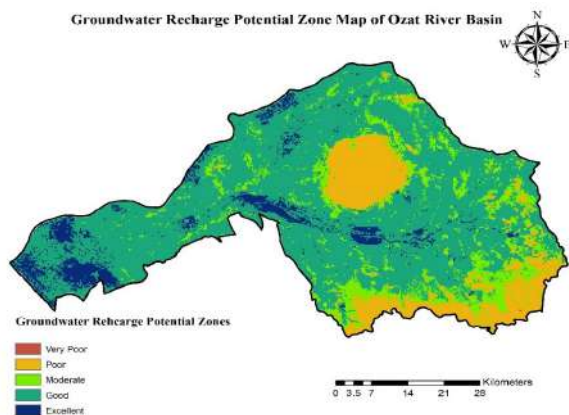 Groundwater Recharge Potential Zone Map of Ozat River Basin
N
W E
S
Groundwater Rehcarge Potential Zones
Very Poor
Poor
Moderate
Good
Excellent
Kilometers
0 3.5 7 14 21 28